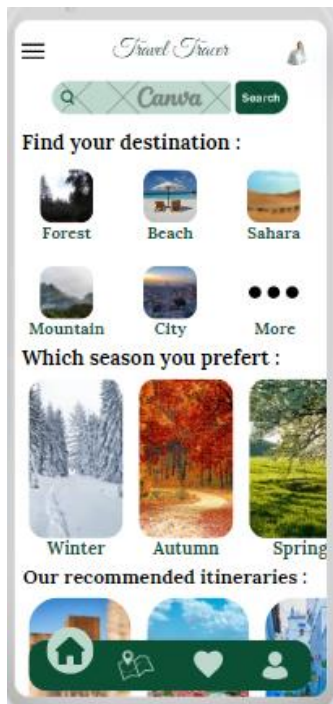 Travel Tracer
Canva Search
Find your destination :
Forest Beach Sahara
Mountain City More
Which season you prefert :
Winter Autumn Spring
Our recommended itineraries :